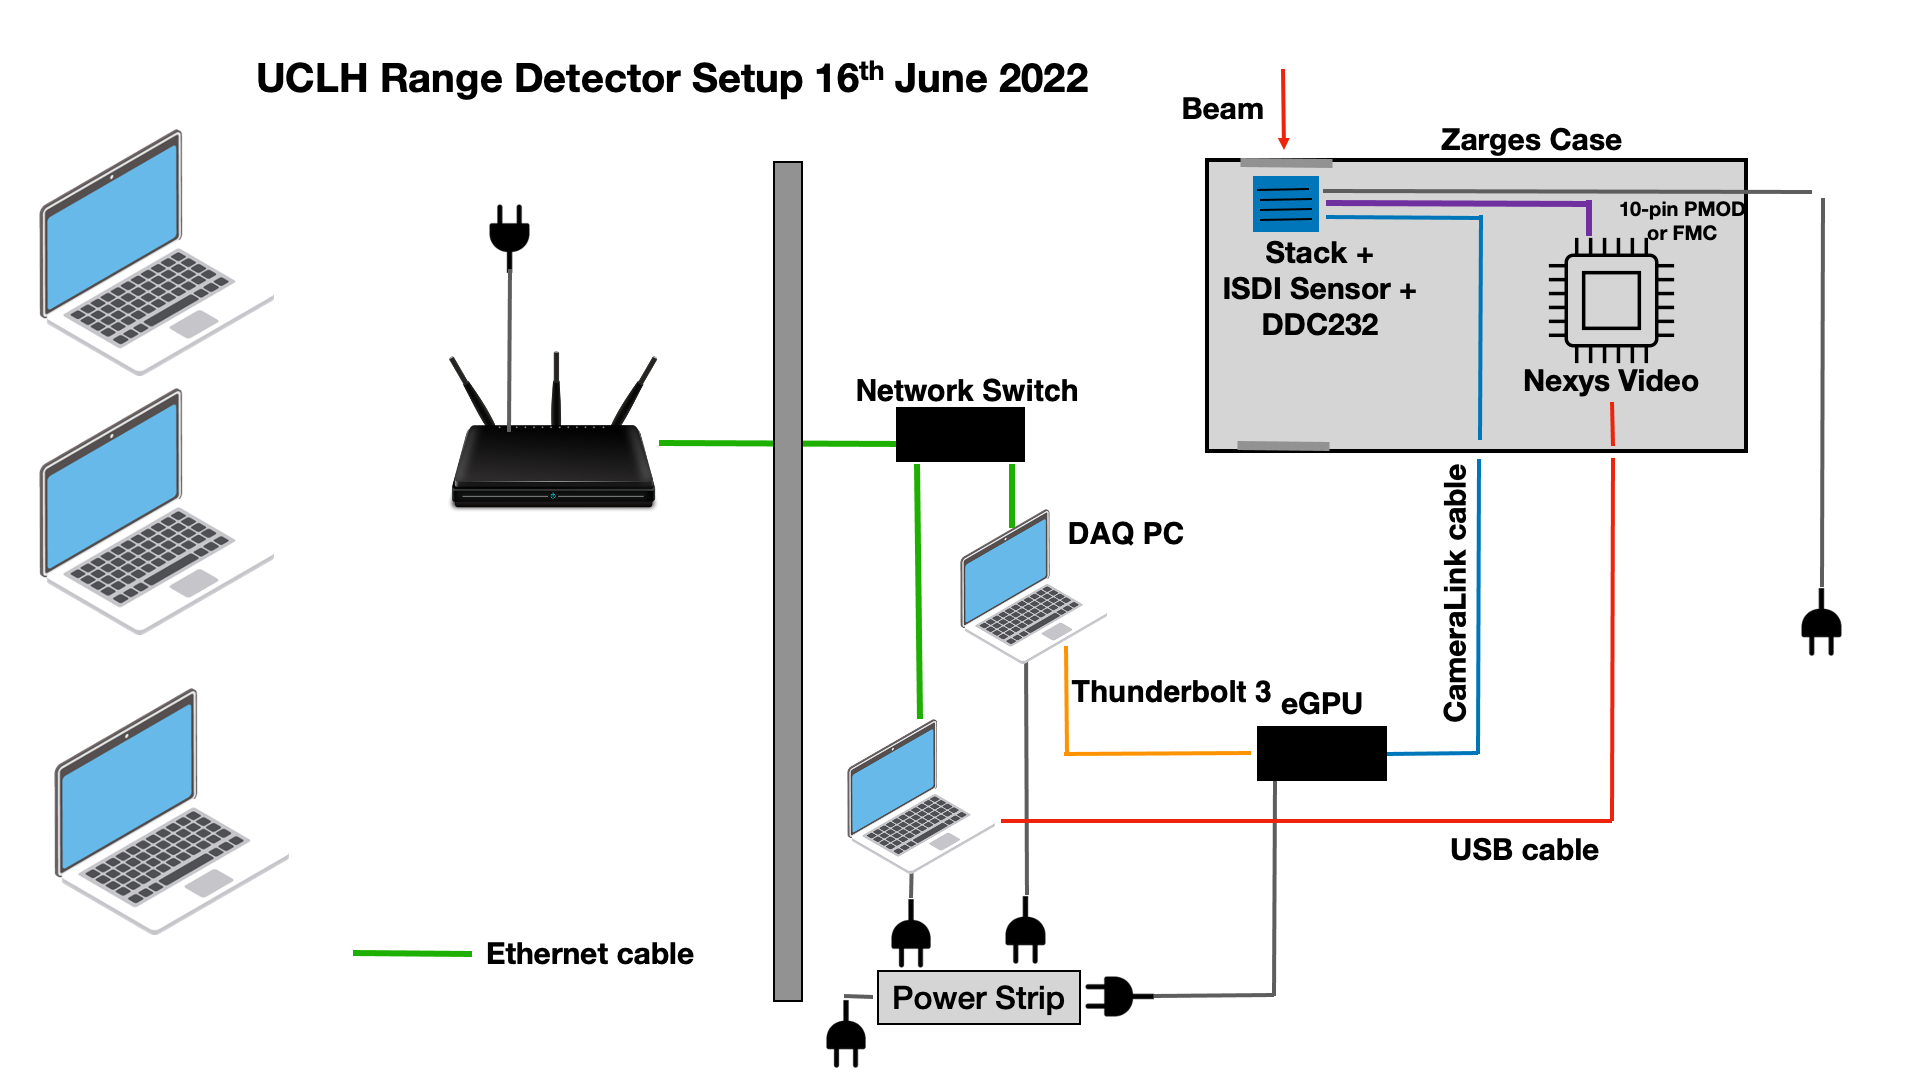 UCLH Range Detector Setup 16th June 2022
Beam
Zarges Case
10-pin PMOD
or FMC
Stack +
ISDI Sensor +
DDC232
Nexys Video
Network Switch
DAQ PC
CameraLink cable
Thunderbolt 3
eGPU
USB cable
Ethernet cable
Power Strip